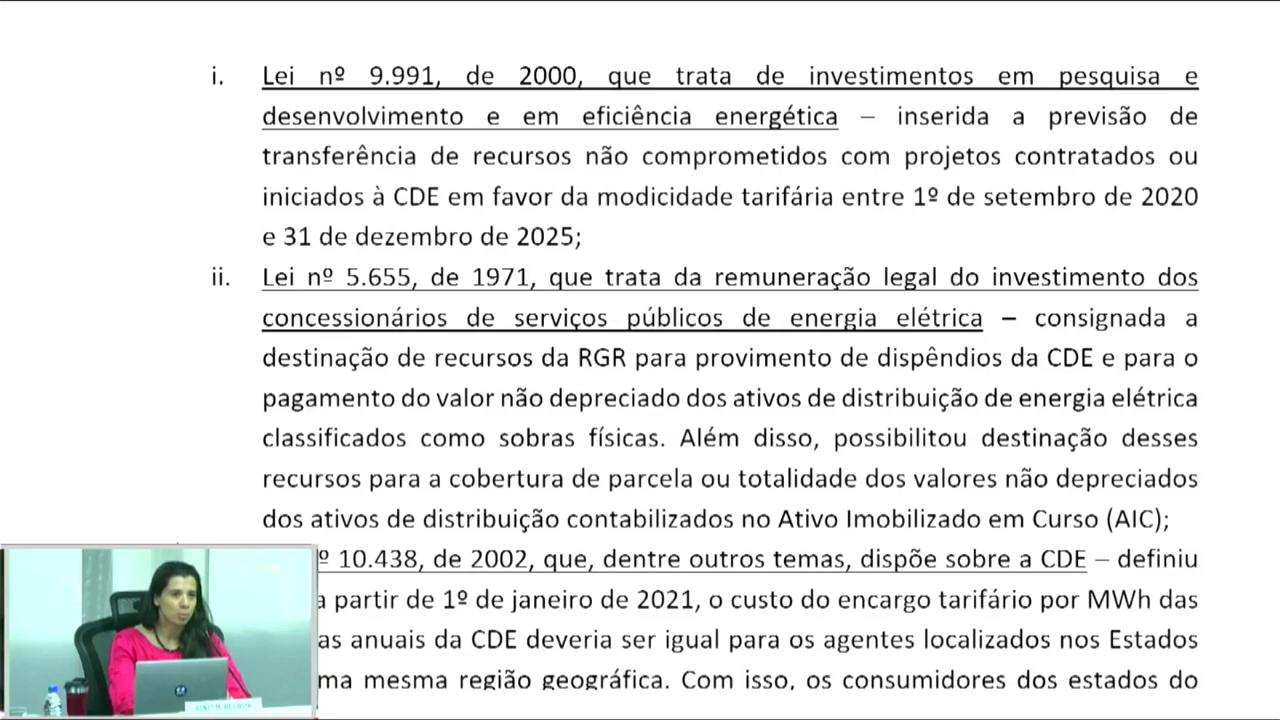 i. Lei nº 9.991, de 2000, que trata de investimentos em pesquisa e
desenvolvimento e em eficiência energética – inserida a previsão de
transferência de recursos não comprometidos com projetos contratados ou
iniciados à CDE em favor da modicidade tarifária entre 1º de setembro de 2020
e 31 de dezembro de 2025;
ii. Lei nº 5.655, de 1971, que trata da remuneração legal do investimento dos
concessionários de serviços públicos de energia elétrica – consignada a
destinação de recursos da RGR para provimento de dispêndios da CDE e para o
pagamento do valor não depreciado dos ativos de distribuição de energia elétrica
classificados como sobras físicas. Além disso, possibilitou destinação desses
recursos para a cobertura de parcela ou totalidade dos valores não depreciados
dos ativos de distribuição contabilizados no Ativo Imobilizado em Curso (AIC);
º 10.438, de 2002, que, dentre outros temas, dispõe sobre a CDE – definiu
a partir de 1º de janeiro de 2021, o custo do encargo tarifário por MWh das
as anuais da CDE deveria ser igual para os agentes localizados nos Estados
ma mesma região geográfica. Com isso, os consumidores dos estados do